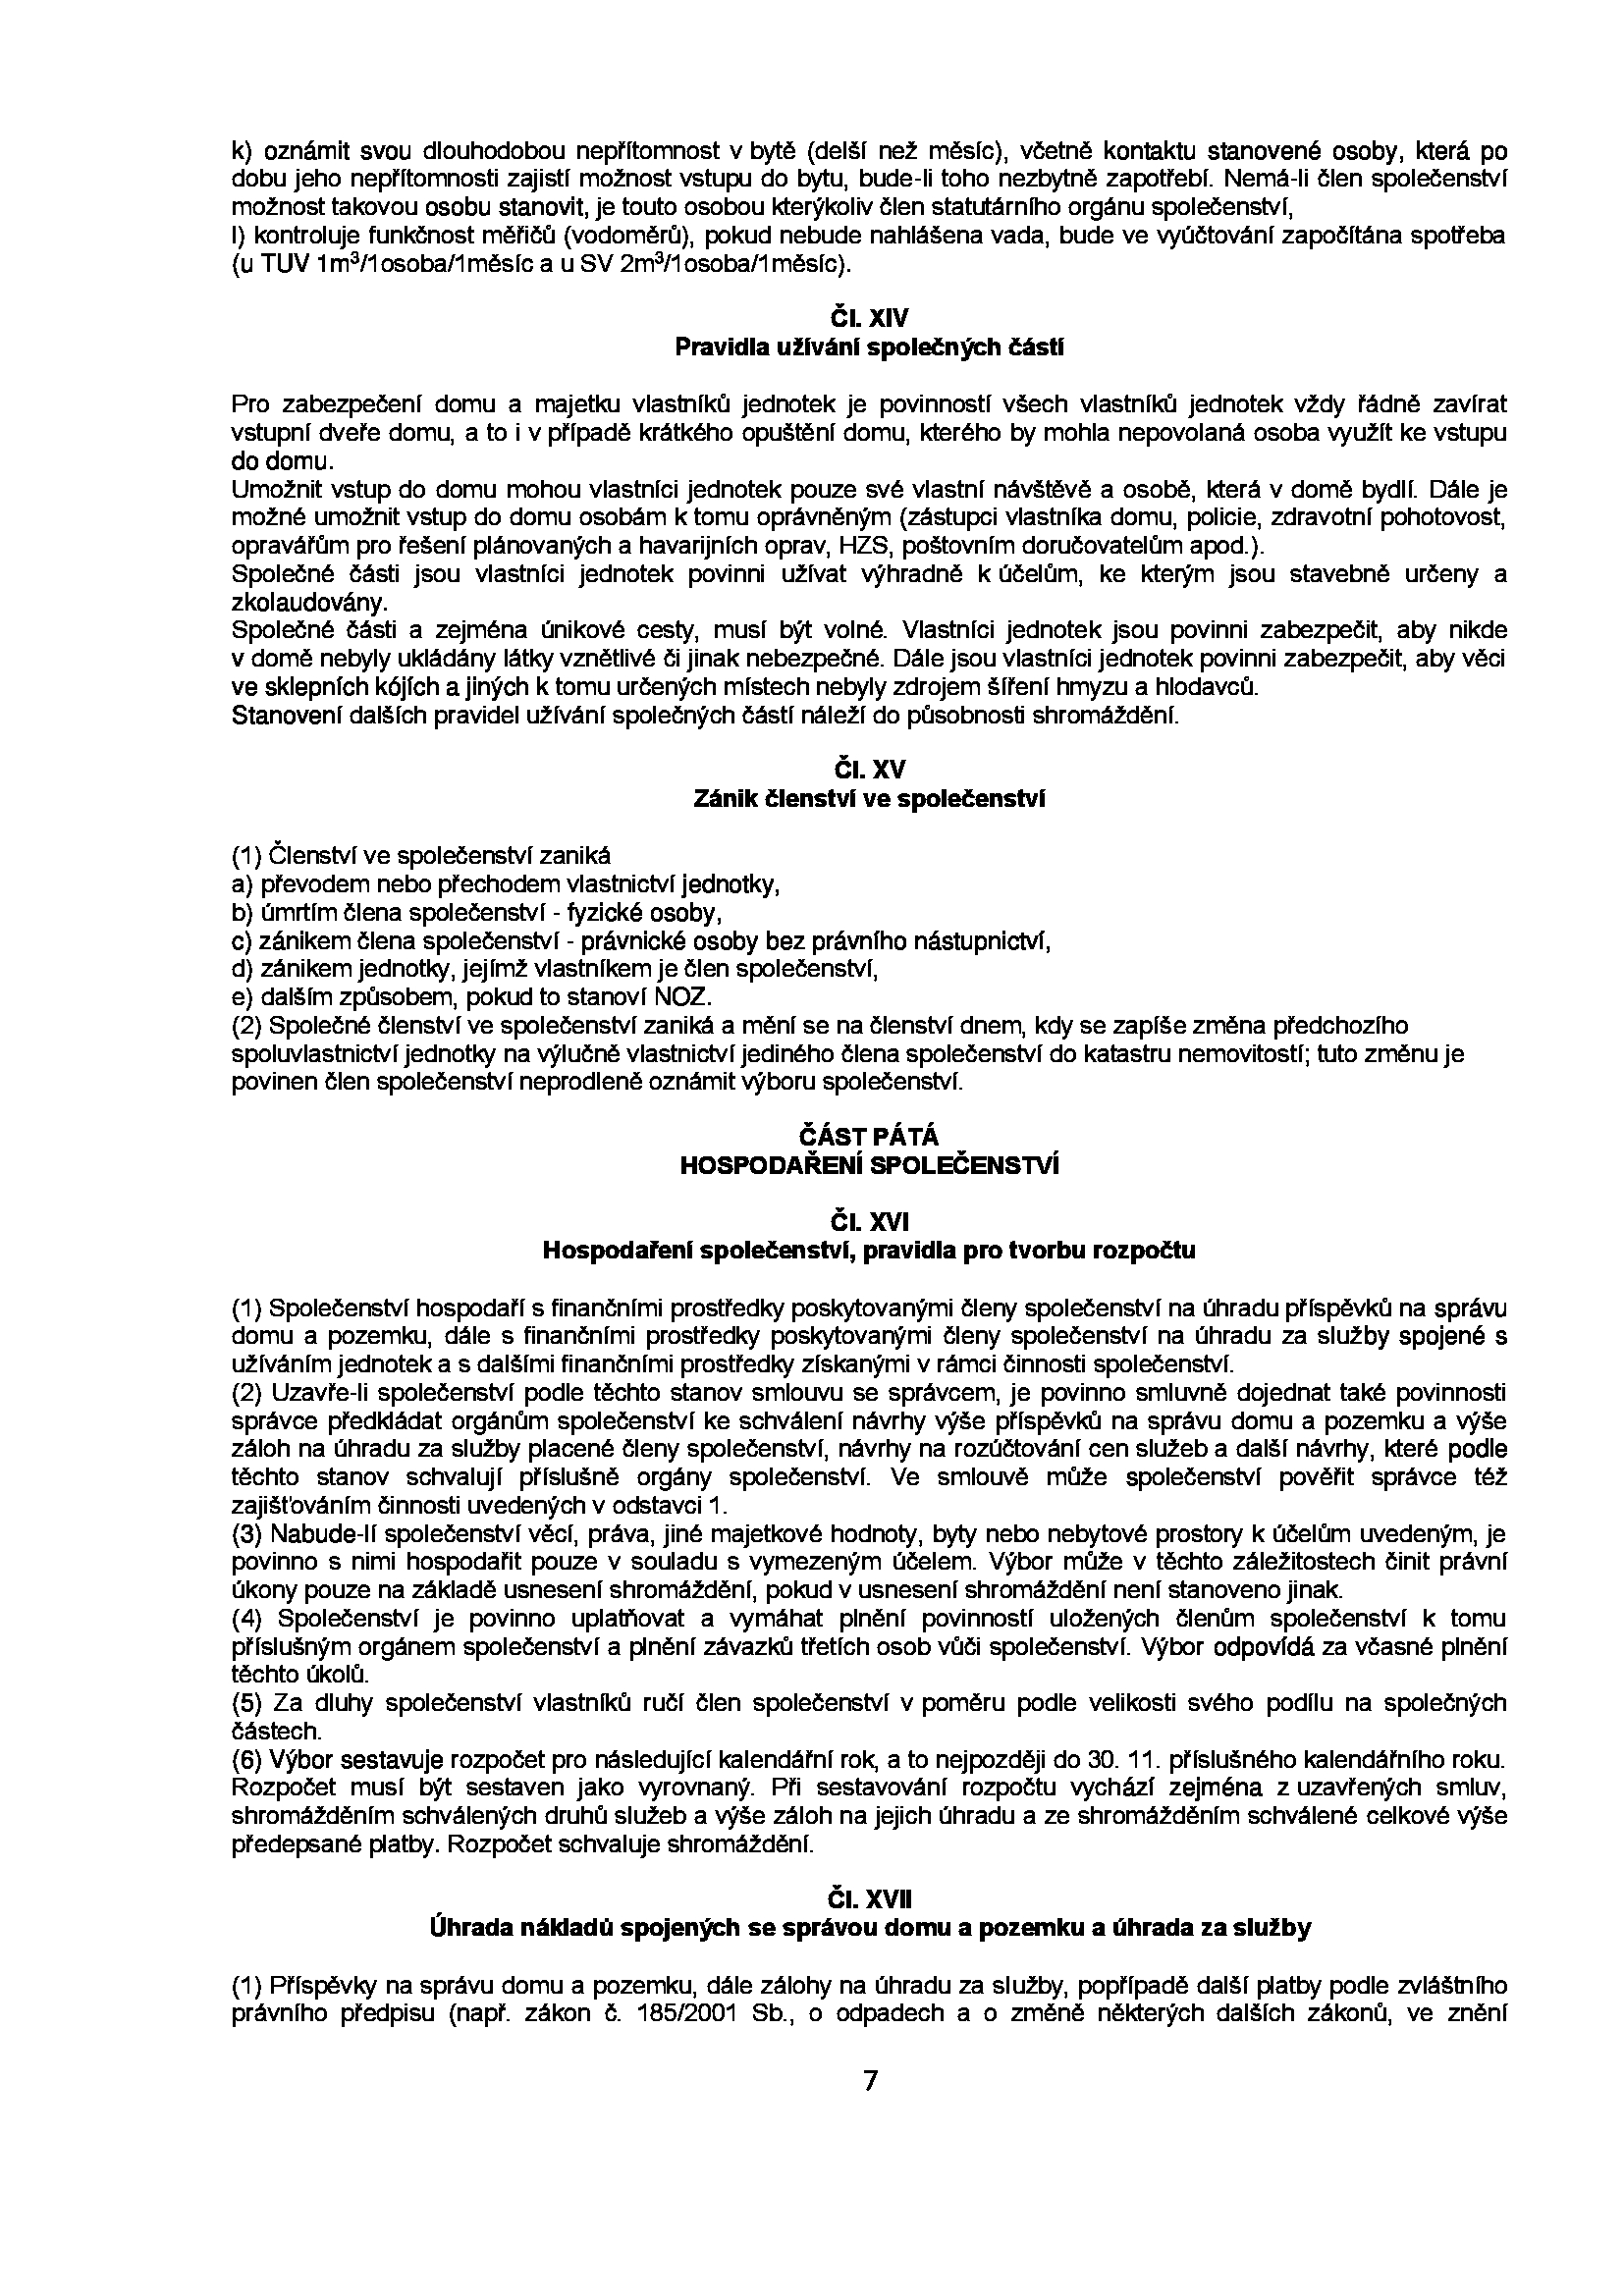 k) oznámit svou dlouhodobou nepřítomnost v bytě (delší než měsíc), včetně kontaktu stanovené osoby, která po
dobu jeho nepřítomnosti zajistí možnost vstupu do bytu, bude-li toho nezbytně zapotřebí. Nemá-li člen společenství
možnost takovou osobu stanovit, je touto osobou kterýkoliv člen statutárního orgánu společenství,
l) kontroluje funkčnost měřičů (vodoměrů), pokud nebude nahlášena vada, bude ve vyúčtování započítána spotřeba
(u TUV 1m³/1osoba/1měsíc a u SV 2m³/1osoba/1měsíc).
Čl. XIV
Pravidla užívání společných částí
Pro zabezpečení domu a majetku vlastníků jednotek je povinností všech vlastníků jednotek vždy řádně zavírat
vstupní dveře domu, a to i v případě krátkého opuštění domu, kterého by mohla nepovolaná osoba využít ke vstupu
do domu.
Umožnit vstup do domu mohou vlastníci jednotek pouze své vlastní návštěvě a osobě, která v domě bydlí. Dále je
možné umožnit vstup do domu osobám k tomu oprávněným (zástupci vlastníka domu, policie, zdravotní pohotovost,
opravářům pro řešení plánovaných a havarijních oprav, HZS, poštovním doručovatelům apod.).
Společné části jsou vlastníci jednotek povinni užívat výhradně k účelům, ke kterým jsou stavebně určeny a
zkolaudovány.
Společné části a zejména únikové cesty, musí být volné. Vlastníci jednotek jsou povinni zabezpečit, aby nikde
v domě nebyly ukládány látky vznětlivé či jinak nebezpečné. Dále jsou vlastníci jednotek povinni zabezpečit, aby věci
ve sklepních kójích a jiných k tomu určených místech nebyly zdrojem šíření hmyzu a hlodavců.
Stanovení dalších pravidel užívání společných částí náleží do působnosti shromáždění.
Čl. XV
Zánik členství ve společenství
(1) Členství ve společenství zaniká
a) převodem nebo přechodem vlastnictví jednotky,
b) úmrtím člena společenství - fyzické osoby,
c) zánikem člena společenství - právnické osoby bez právního nástupnictví,
d) zánikem jednotky, jejímž vlastníkem je člen společenství,
e) dalším způsobem, pokud to stanoví NOZ.
(2) Společné členství ve společenství zaniká a mění se na členství dnem, kdy se zapíše změna předchozího
spoluvlastnictví jednotky na výlučně vlastnictví jediného člena společenství do katastru nemovitostí; tuto změnu je
povinen člen společenství neprodleně oznámit výboru společenství.
ČÁST PÁTÁ
HOSPODAŘENÍ SPOLEČENSTVÍ
Čl. XVI
Hospodaření společenství, pravidla pro tvorbu rozpočtu
(1) Společenství hospodaří s finančními prostředky poskytovanými členy společenství na úhradu příspěvků na správu
domu a pozemku, dále s finančními prostředky poskytovanými členy společenství na úhradu za služby spojené s
užíváním jednotek a s dalšími finančními prostředky získanými v rámci činnosti společenství.
(2) Uzavře-li společenství podle těchto stanov smlouvu se správcem, je povinno smluvně dojednat také povinnosti
správce předkládat orgánům společenství ke schválení návrhy výše příspěvků na správu domu a pozemku a výše
záloh na úhradu za služby placené členy společenství, návrhy na rozúčtování cen služeb a další návrhy, které podle
těchto stanov schvalují příslušně orgány společenství. Ve smlouvě může společenství pověřit správce též
zajišťováním činnosti uvedených v odstavci 1.
(3) Nabude-lí společenství věcí, práva, jiné majetkové hodnoty, byty nebo nebytové prostory k účelům uvedeným, je
povinno s nimi hospodařit pouze v souladu s vymezeným účelem. Výbor může v těchto záležitostech činit právní
úkony pouze na základě usnesení shromáždění, pokud v usnesení shromáždění není stanoveno jinak.
(4) Společenství je povinno uplatňovat a vymáhat plnění povinností uložených členům společenství k tomu
příslušným orgánem společenství a plnění závazků třetích osob vůči společenství. Výbor odpovídá za včasné plnění
těchto úkolů.
(5) Za dluhy společenství vlastníků ručí člen společenství v poměru podle velikosti svého podílu na společných
částech.
(6) Výbor sestavuje rozpočet pro následující kalendářní rok, a to nejpozději do 30. 11. příslušného kalendářního roku.
Rozpočet musí být sestaven jako vyrovnaný. Při sestavování rozpočtu vychází zejména z uzavřených smluv,
shromážděním schválených druhů služeb a výše záloh na jejich úhradu a ze shromážděním schválené celkové výše
předepsané platby. Rozpočet schvaluje shromáždění.
Čl. XVII
Úhrada nákladů spojených se správou domu a pozemku a úhrada za služby
(1) Příspěvky na správu domu a pozemku, dále zálohy na úhradu za služby, popřípadě další platby podle zvláštního
právního předpisu (např. zákon č. 185/2001 Sb., o odpadech a o změně některých dalších zákonů, ve znění
7